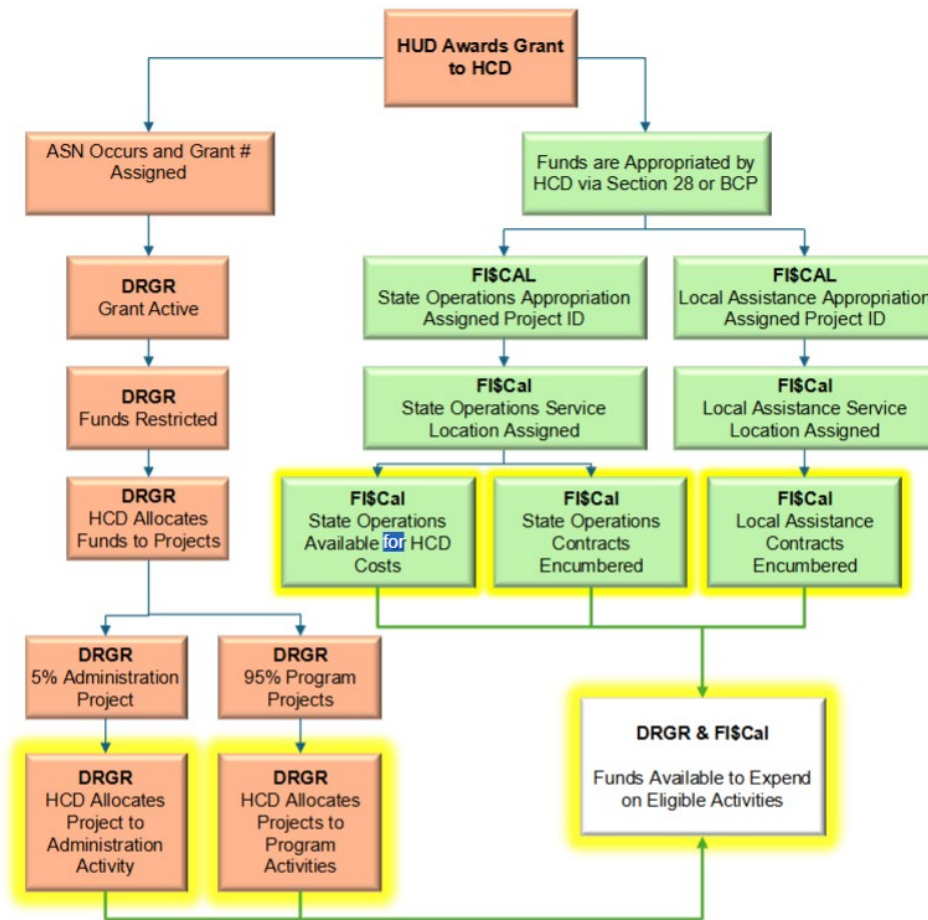 HUD Awards Grant
to HCD
ASN Occurs and Grant #
Assigned
Funds are Appropriated by
HCD via Section 28 or BCP
DRGR
Grant Active
FI$CAL
State Operations Appropriation
Assigned Project ID
FI$CAL
Local Assistance Appropriation
Assigned Project ID
DRGR
Funds Restricted
FI$Cal
State Operations Service
Location Assigned
FI$Cal
Local Assistance Service
Location Assigned
DRGR
HCD Allocates
Funds to Projects
FI$Cal
State Operations
Available for HCD
Costs
FI$Cal
State Operations
Contracts
Encumbered
FI$Cal
Local Assistance
Contracts
Encumbered
DRGR
5% Administration
Project
DRGR
95% Program
Projects
DRGR
HCD Allocates
Project to
Administration
Activity
DRGR
HCD Allocates
Projects to
Program
Activities
DRGR & FI$Cal
Funds Available to Expend
on Eligible Activities